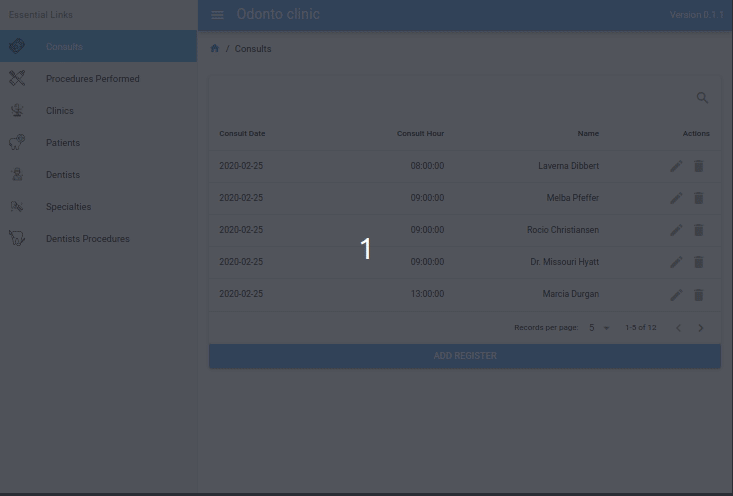 Essential Links
Odonto clinic
Version 0.1.1
Consults
Procedures Performed
Clinics
Patients
Dentists
Specialties
Dentists Procedures
/ Consults
Consult Date Consult Hour Name Actions
2020-02-25 08:00:00 Laverna Dibbert
2020-02-25 09:00:00 Melba Pfeffer
2020-02-25 09:00:00 Rocio Christiansen
2020-02-25 09:00:00 Dr. Missouri Hyatt
2020-02-25 13:00:00 Marcia Durgan
1
Records per page: 5 1-5 of 12
ADD REGISTER